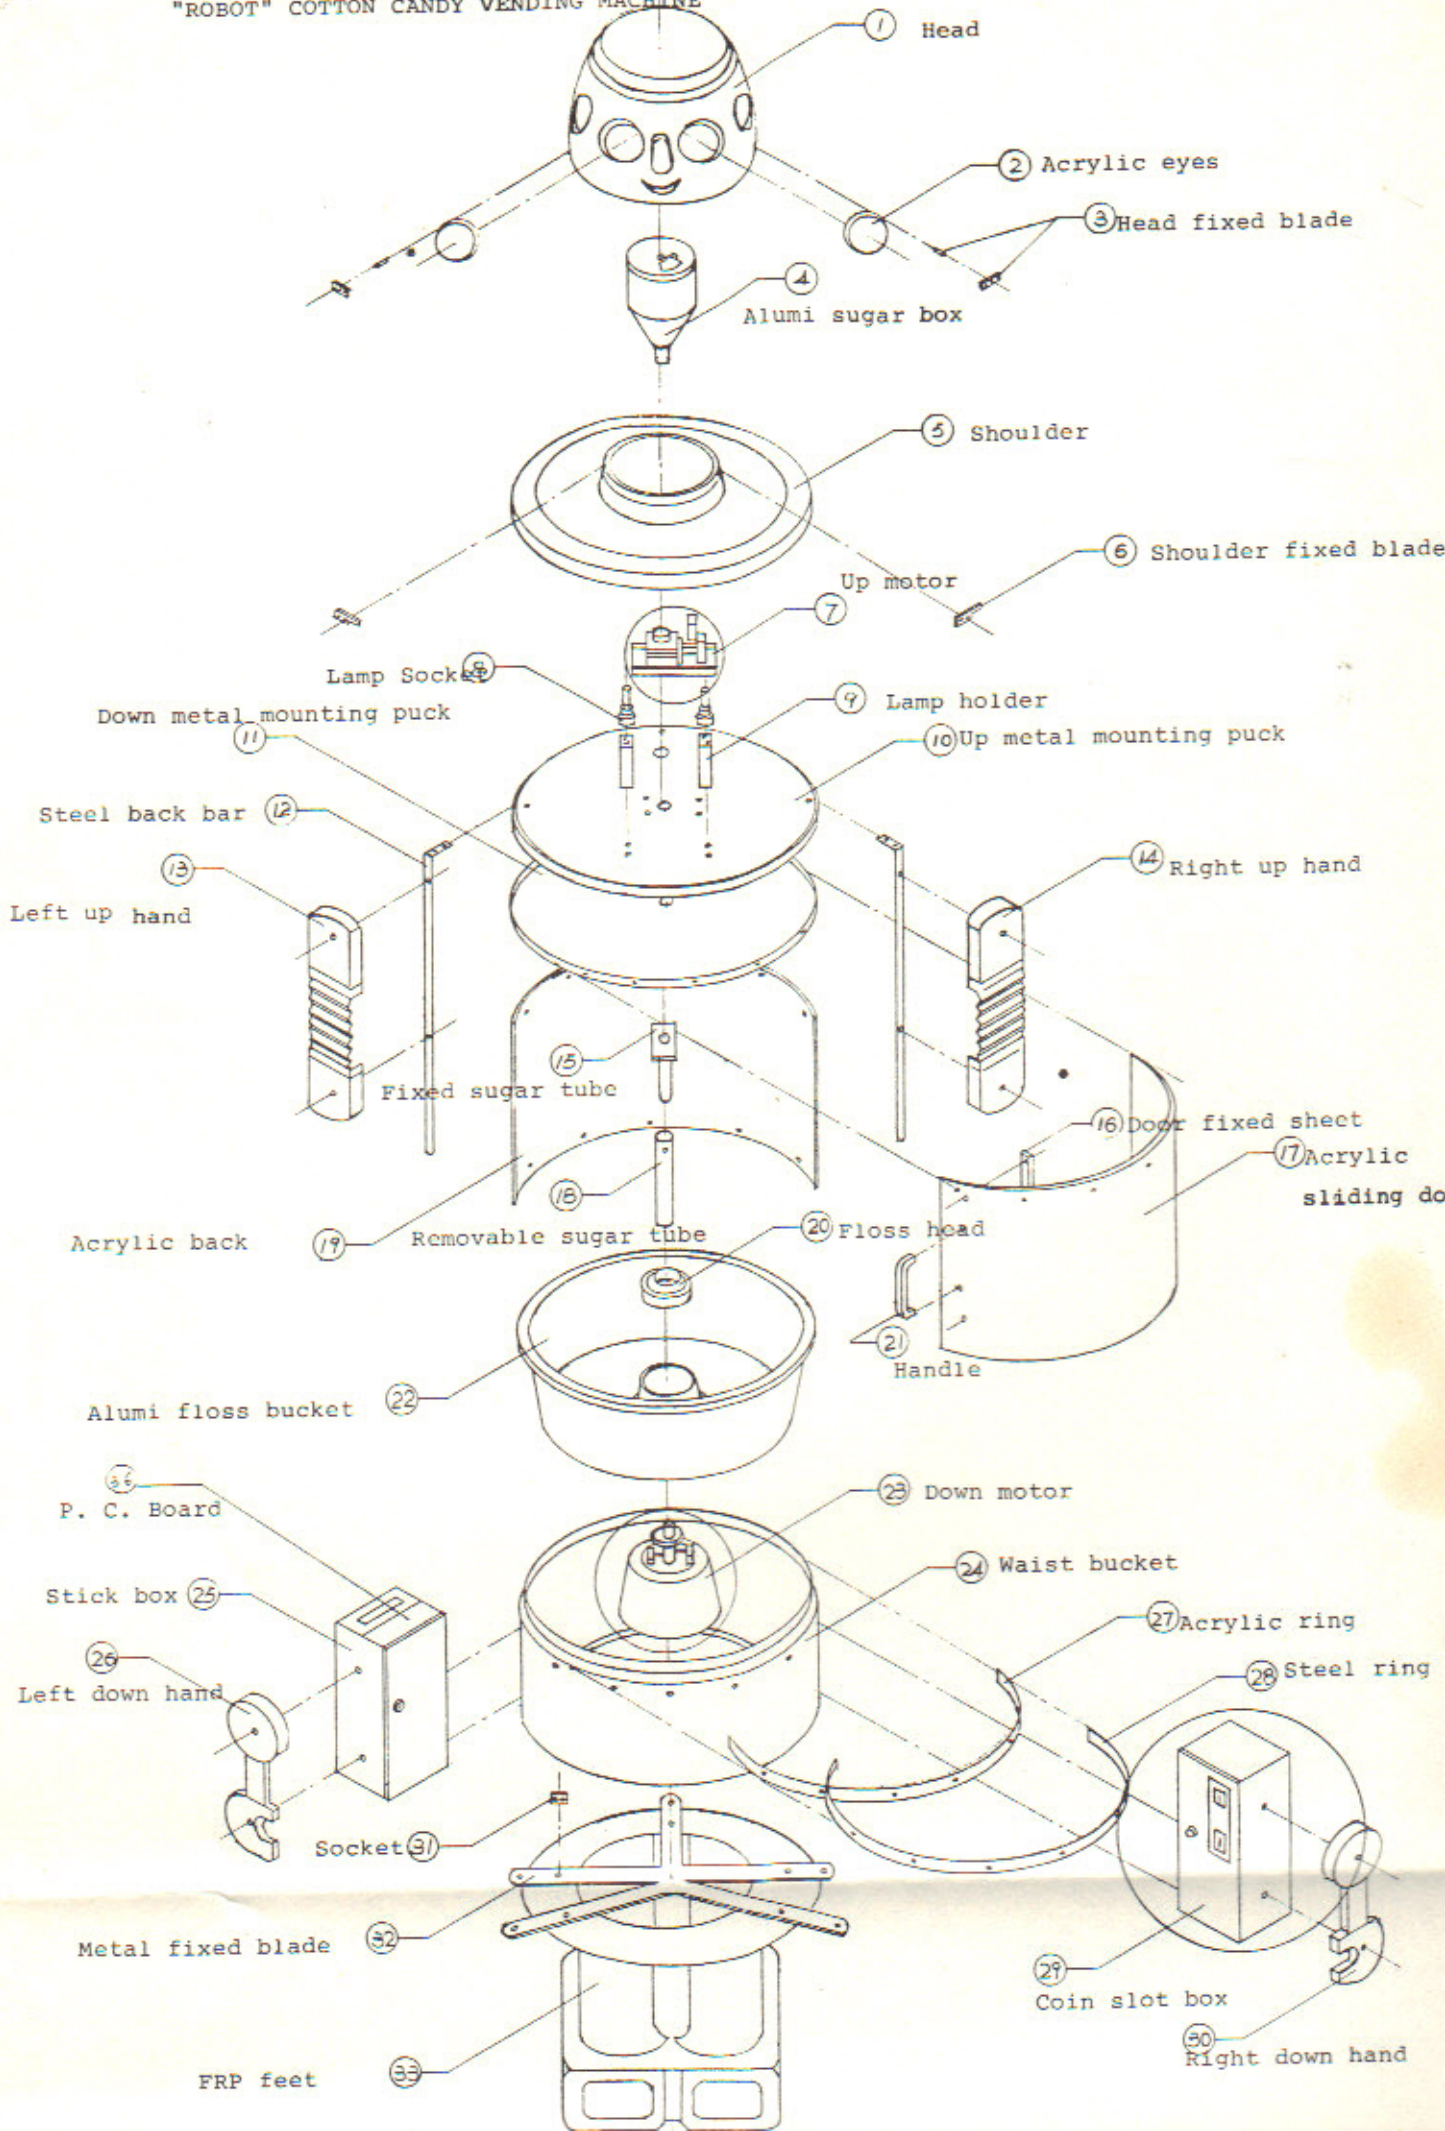 "ROBOT" COTTON CANDY VENDING MACHINE
1 Head
2 Acrylic eyes
3 Head fixed blade
4
Alumi sugar box
5 Shoulder
6 Shoulder fixed blade
Up motor
7
Lamp Socket 8
9 Lamp holder
Down metal mounting puck
11
10 Up metal mounting puck
Steel back bar 12
13
Left up hand
14 Right up hand
15
Fixed sugar tube
16 Door fixed sheet
17 Acrylic
sliding do
18
Removable sugar tube
Acrylic back 19
20 Floss head
21
Handle
Alumi floss bucket 22
36
P. C. Board
23 Down motor
24 Waist bucket
Stick box 25
26
Left down hand
27 Acrylic ring
28 Steel ring
Socket 31
Metal fixed blade 32
29
Coin slot box
30
Right down hand
FRP feet 33